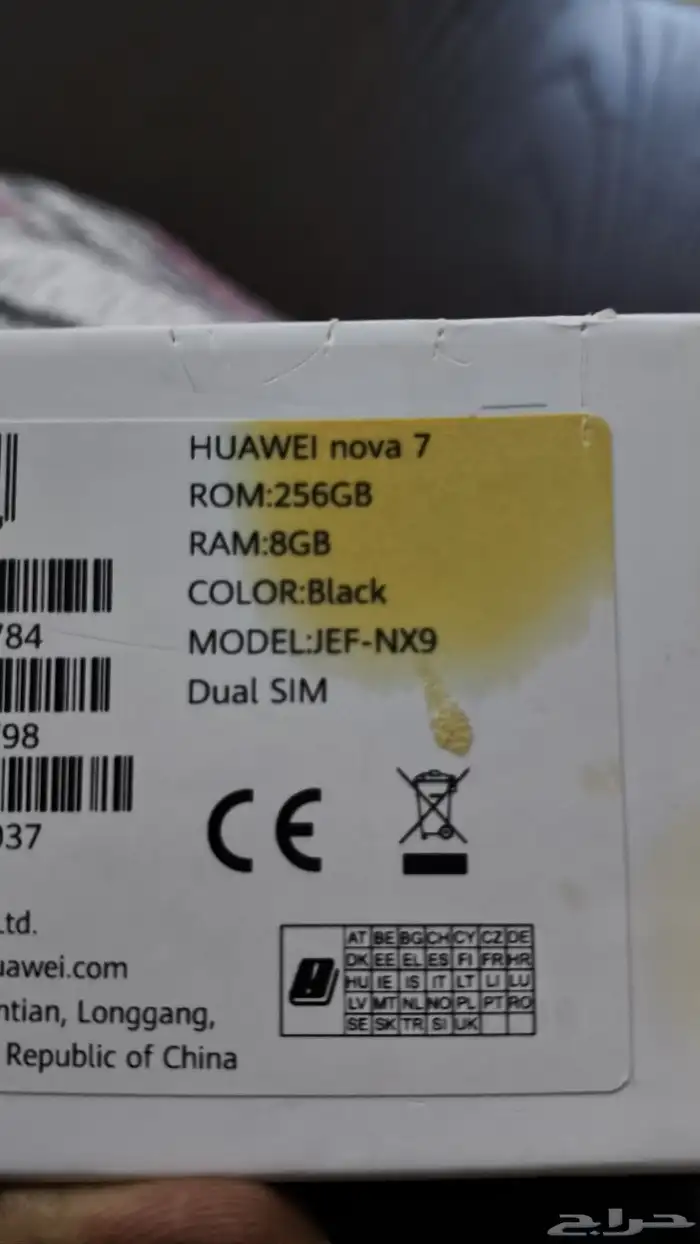 HUAWEI nova 7
ROM:256GB
RAM:8GB
COLOR:Black
MODEL:JEF-NX9
Dual SIM
784
98
037
CE
Ltd.
uawei.com
ntian, Longgang,
Republic of China
AT BE BG CH CY CZ DE
DK EE EL ES FI FR HR
HU IE IS IT LT LI LU
LV MT NL NO PL PT RO
SE SK TR SI UK
حراج